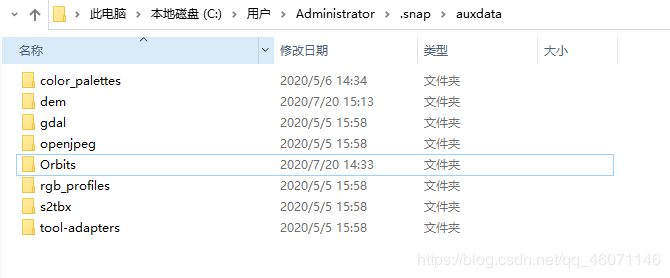 此电脑 > 本地磁盘 (C:) > 用户 > Administrator > .snap > auxdata
名称 修改日期 类型 大小
color_palettes 2020/5/6 14:34 文件夹
dem 2020/7/20 15:13 文件夹
gdal 2020/5/5 15:58 文件夹
openjpeg 2020/5/5 15:58 文件夹
Orbits 2020/7/20 14:33 文件夹
rgb_profiles 2020/5/5 15:58 文件夹
s2tbx 2020/5/5 15:58 文件夹
tool-adapters 2020/5/5 15:58 文件夹
https://blog.csdn.net/qq_46071146